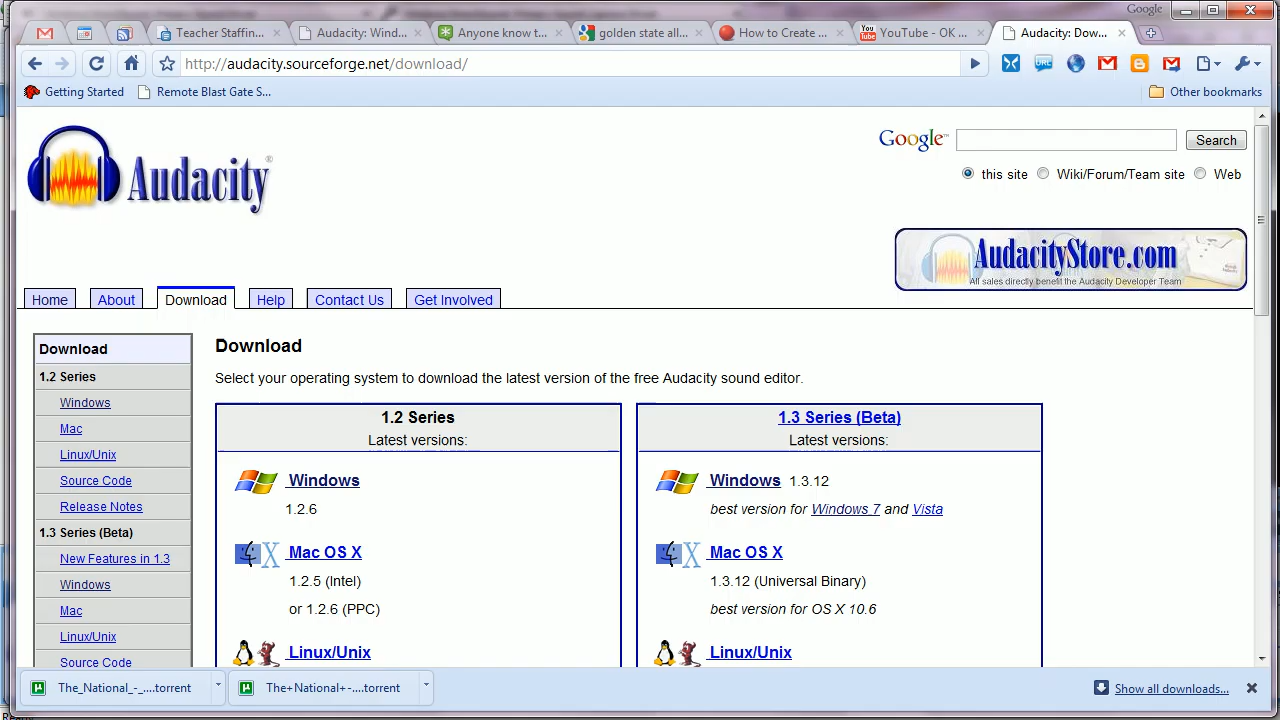 Google
Teacher Staffin...
Audacity: Wind...
Anyone know t...
golden state all...
How to Create ...
YouTube - OK ...
Audacity: Dow...
http://audacity.sourceforge.net/download/
Getting Started
Remote Blast Gate S...
Other bookmarks
Audacity®
Google™
Search
this site
Wiki/Forum/Team site
Web
AudacityStore.com
All sales directly benefit the Audacity Developer Team
Home
About
Download
Help
Contact Us
Get Involved
Download
1.2 Series
Windows
Mac
Linux/Unix
Source Code
Release Notes
1.3 Series (Beta)
New Features in 1.3
Windows
Mac
Linux/Unix
Source Code
Download
Select your operating system to download the latest version of the free Audacity sound editor.
1.2 Series
Latest versions:
Windows
1.2.6
Mac OS X
1.2.5 (Intel)
or 1.2.6 (PPC)
Linux/Unix
1.3 Series (Beta)
Latest versions:
Windows 1.3.12
best version for Windows 7 and Vista
Mac OS X
1.3.12 (Universal Binary)
best version for OS X 10.6
Linux/Unix
The_National_-_....torrent
The+National+-....torrent
Show all downloads...